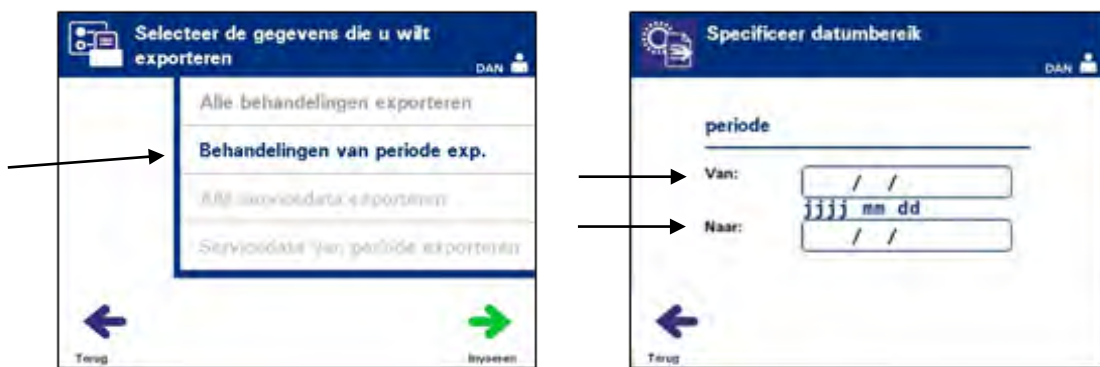 Selecteer de gegevens die u wilt
exporteren
DAN
Alle behandelingen exporteren
Behandelingen van periode exp.
Alle servicedata exporteren
Servicedata van periode exporteren
Terug
Invoeren
Specificeer datumbereik
DAN
periode
Van:
/ /
jjjj mm dd
Naar:
/ /
Terug